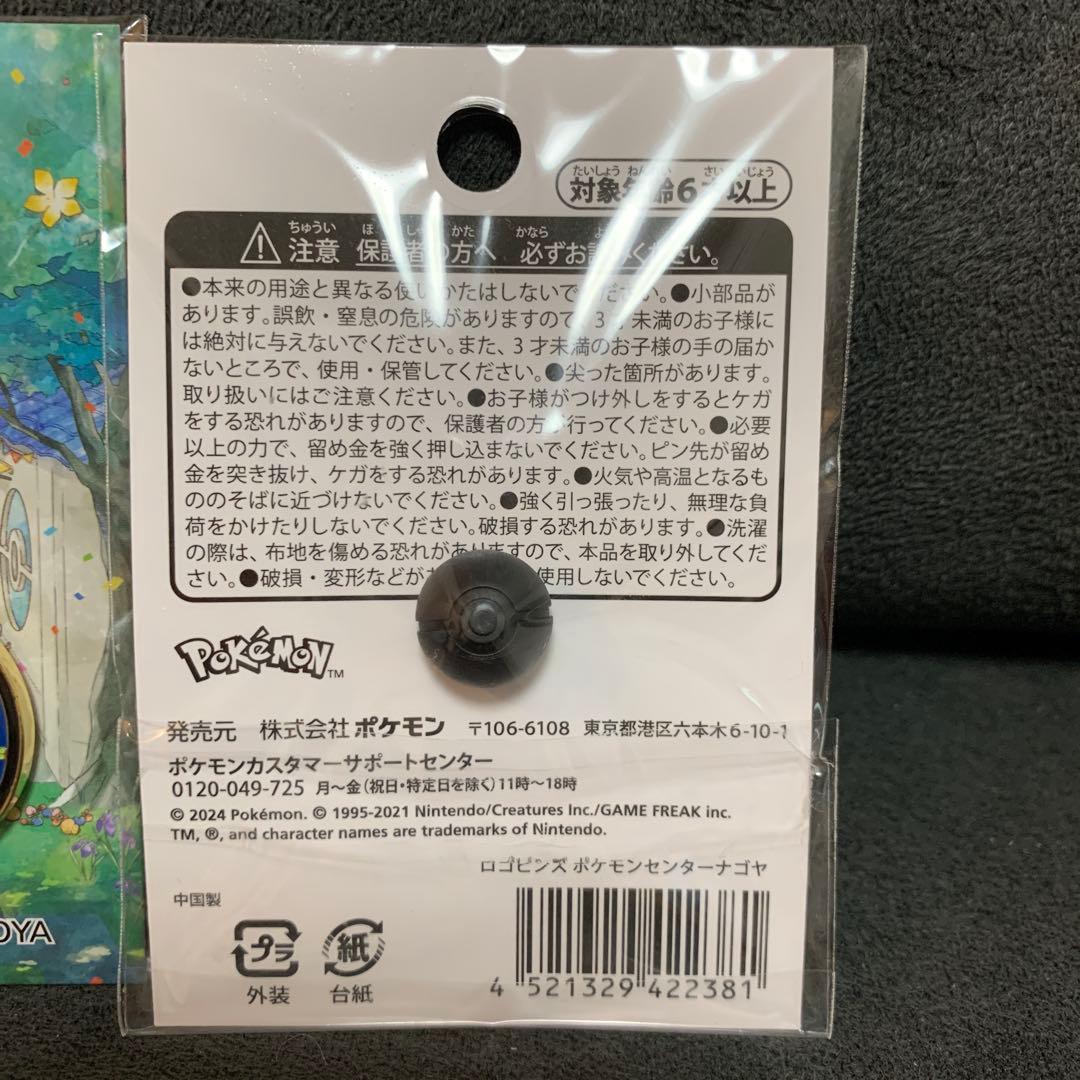 対象年齢6才以上
たいしょう ねんれい さいいじょう
注意 保護者の方へ 必ずお読みください。
ちゅうい ほ しゃ かた かなら よ
●本来の用途と異なる使いかたはしないでください。●小部品が
あります。誤飲・窒息の危険がありますので、3才未満のお子様に
は絶対に与えないでください。また、3才未満のお子様の手の届か
ないところで、使用・保管してください。●尖った箇所があります。
取り扱いにはご注意ください。●お子様がつけ外しをするとケガ
をする恐れがありますので、保護者の方が行ってください。●必要
以上の力で、留め金を強く押し込まないでください。ピン先が留め
金を突き抜け、ケガをする恐れがあります。●火気や高温となるも
ののそばに近づけないでください。●強く引っ張ったり、無理な負
荷をかけたりしないでください。破損する恐れがあります。●洗濯
の際は、布地を傷める恐れがありますので、本品を取り外してくだ
さい。●破損・変形などが 使用しないでください。
POKéMON™
発売元 株式会社ポケモン 〒106-6108 東京都港区六本木6-10-1
ポケモンカスタマーサポートセンター
0120-049-725 月〜金(祝日・特定日を除く)11時〜18時
© 2024 Pokémon. © 1995-2021 Nintendo/Creatures Inc./GAME FREAK inc.
TM, ®, and character names are trademarks of Nintendo.
ロゴピンズ ポケモンセンターナゴヤ
中国製
プラ 紙
外装 台紙
4 521329 422381
OYA